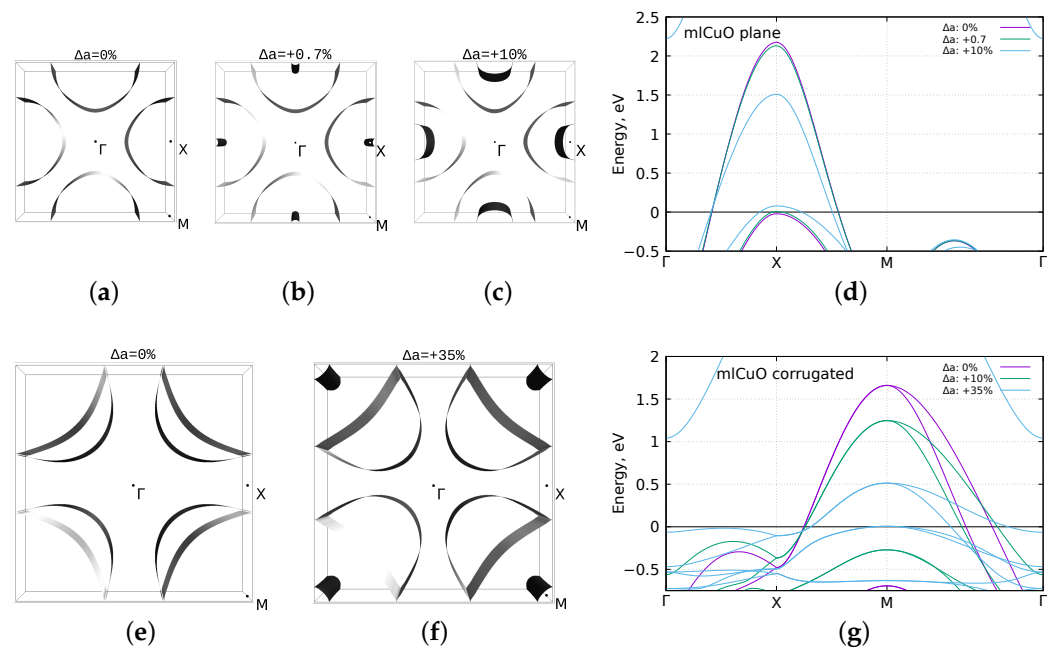 Δa=0%
Γ
X
M
(a)
Δa=+0.7%
Γ
X
M
(b)
Δa=+10%
Γ
X
M
(c)
mlCuO plane
Δa: 0%
Δa: +0.7
Δa: +10%
Energy, eV
2.5
2
1.5
1
0.5
0
−0.5
Γ X M Γ
(d)
Δa=0%
Γ
X
M
(e)
Δa=+35%
Γ
X
M
(f)
mlCuO corrugated
Δa: 0%
Δa: +10%
Δa: +35%
Energy, eV
2
1.5
1
0.5
0
−0.5
Γ X M Γ
(g)